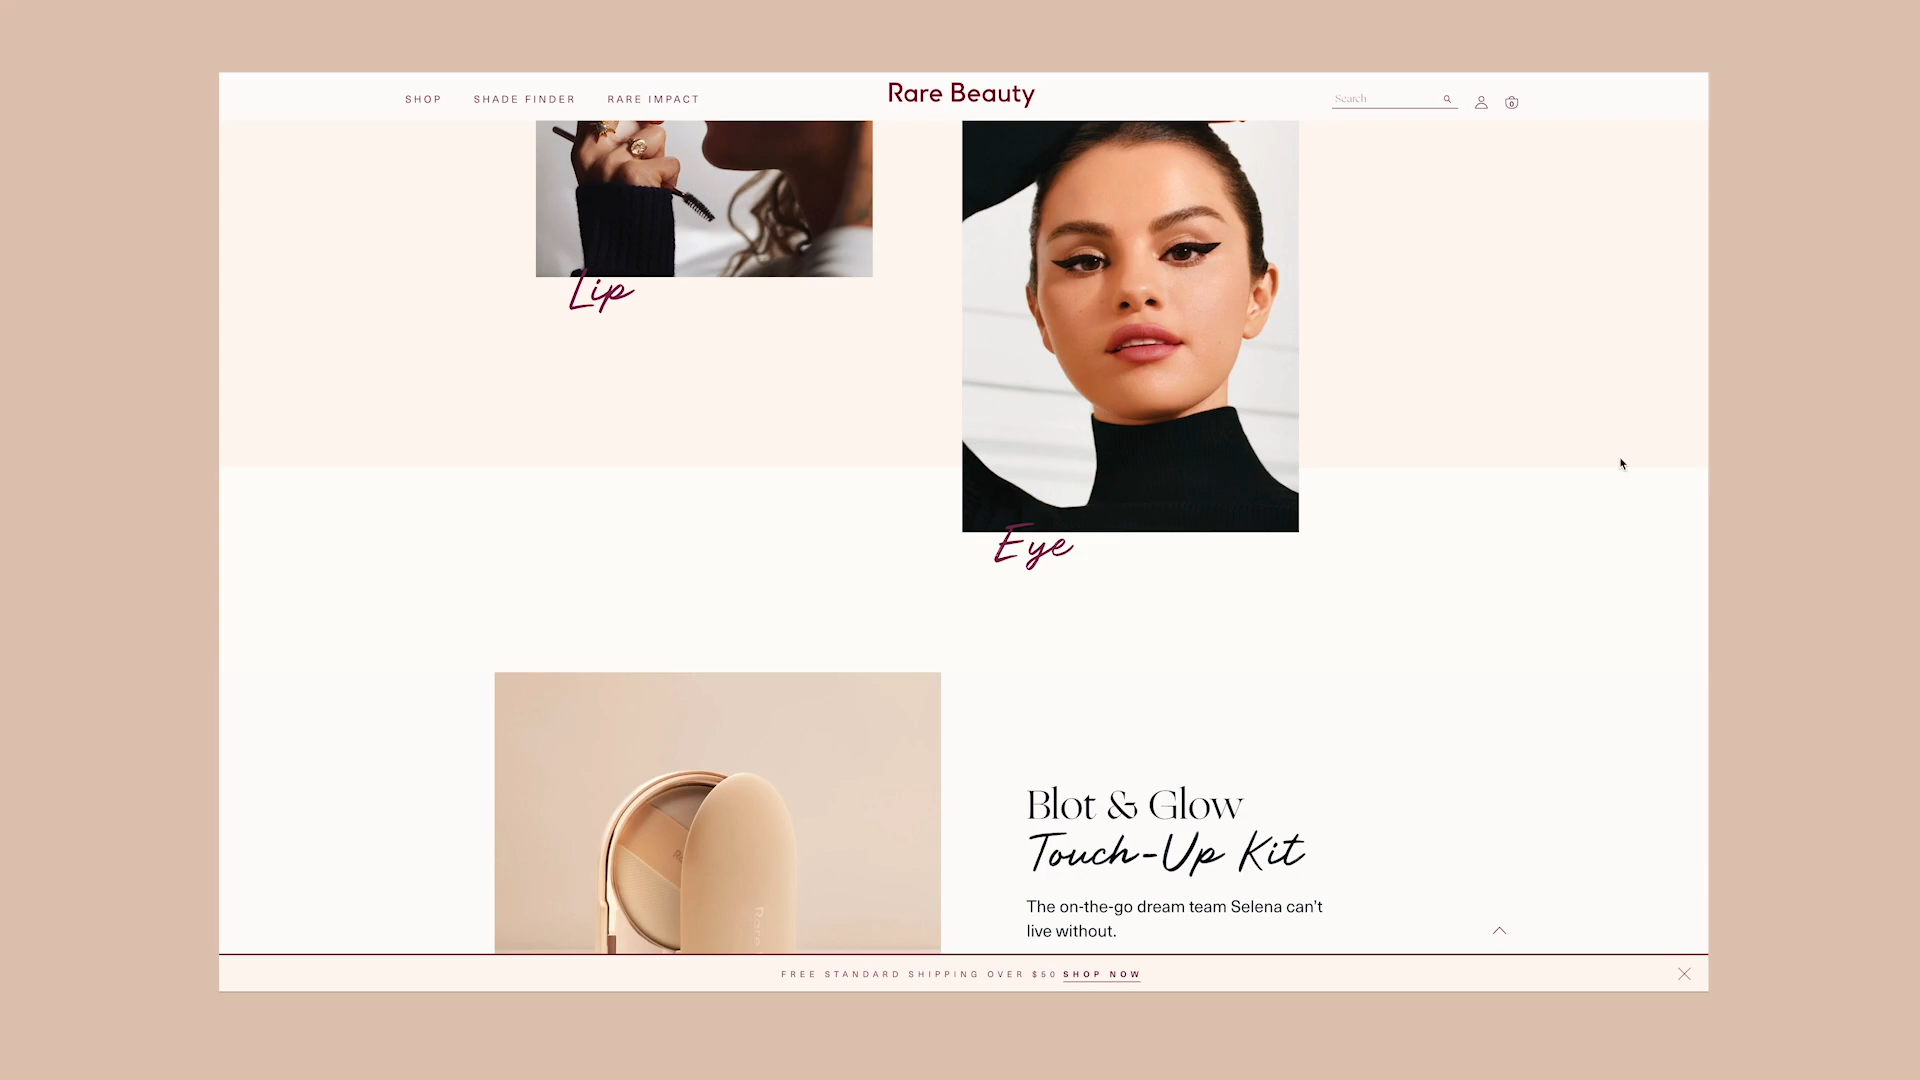 SHOP
SHADE FINDER
RARE IMPACT
Rare Beauty
Search
0
Lip
Eye
Blot & Glow
Touch-Up Kit
The on-the-go dream team Selena can't
live without.
FREE STANDARD SHIPPING OVER $50 SHOP NOW